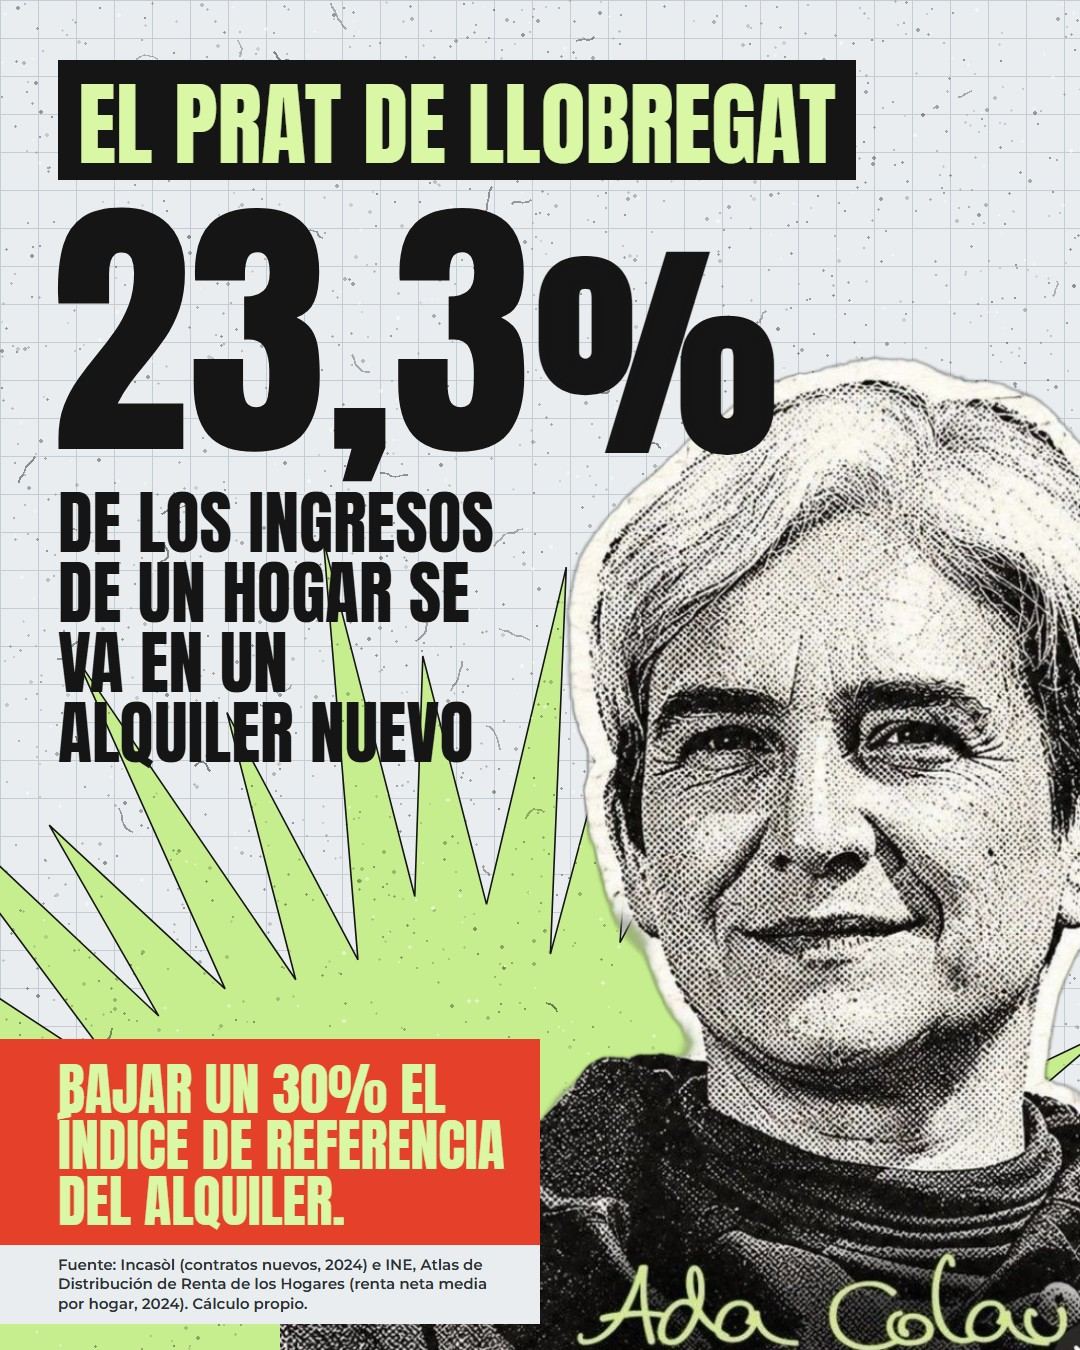 EL PRAT DE LLOBREGAT
23,3%
DE LOS INGRESOS
DE UN HOGAR SE
VA EN UN
ALQUILER NUEVO
BAJAR UN 30% EL
ÍNDICE DE REFERENCIA
DEL ALQUILER.
Fuente: Incasòl (contratos nuevos, 2024) e INE, Atlas de
Distribución de Renta de los Hogares (renta neta media
por hogar, 2024). Cálculo propio.
Ada Colau